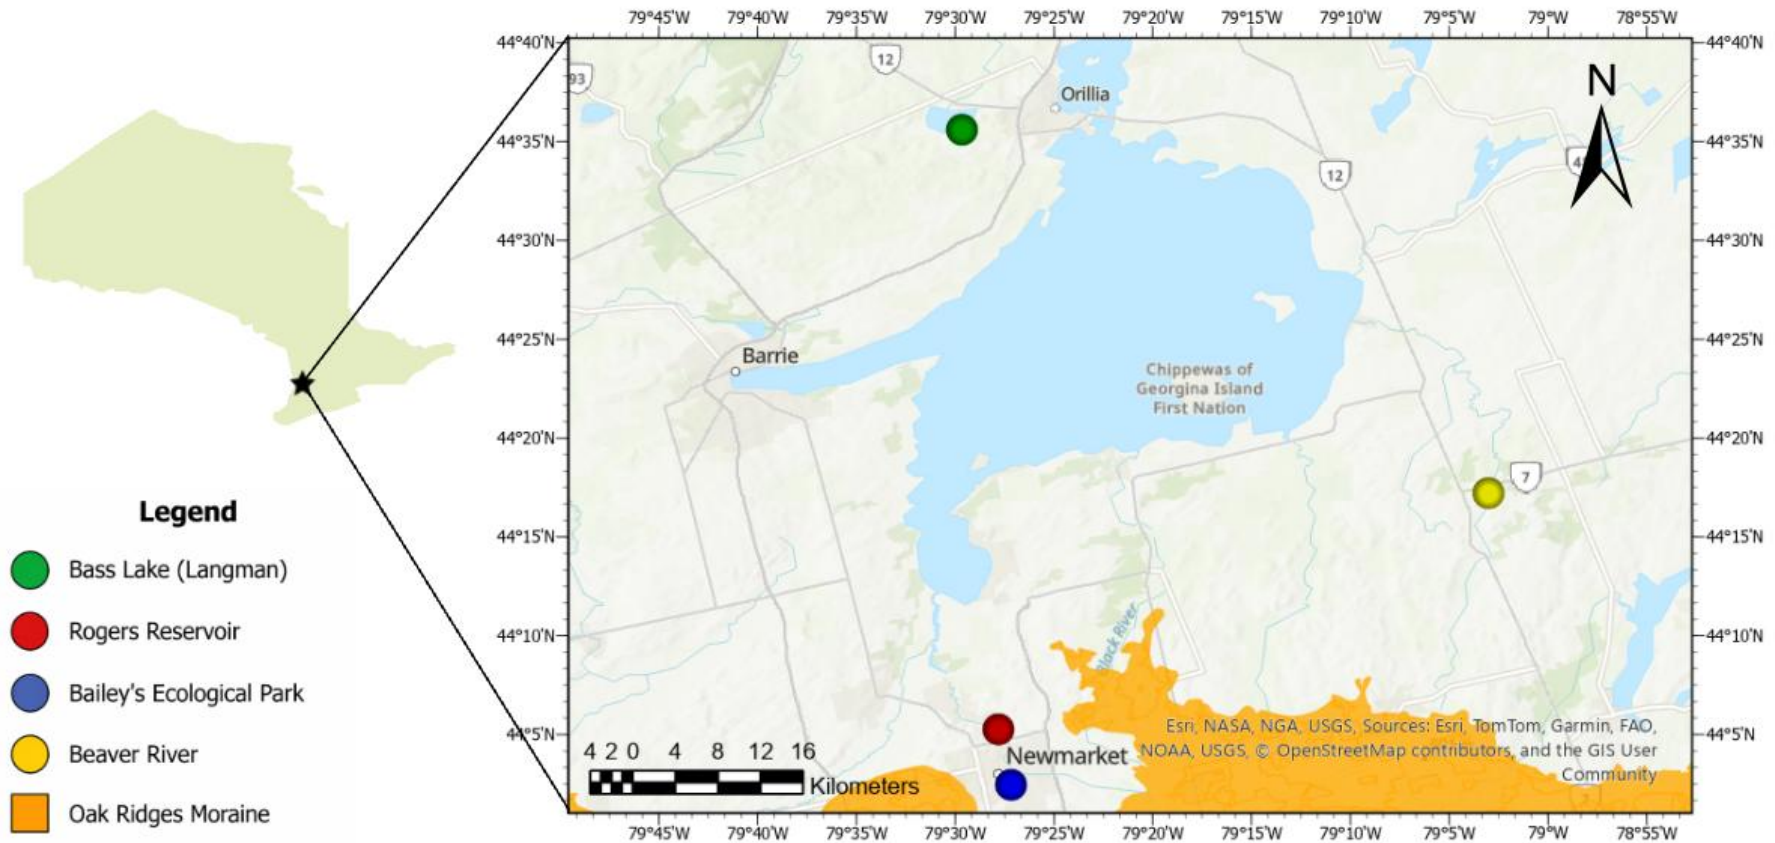 79°45'W 79°40'W 79°35'W 79°30'W 79°25'W 79°20'W 79°15'W 79°10'W 79°5'W 79°W 78°55'W
44°40'N 44°40'N
12
93
N
Orillia
44°35'N 44°35'N
12
44°30'N 44°30'N
44°25'N 44°25'N
Barrie
Chippewas of
Georgina Island
First Nation
44°20'N 44°20'N
7
Legend
44°15'N 44°15'N
Bass Lake (Langman)
Rogers Reservoir
44°10'N 44°10'N
Black River
Bailey's Ecological Park
44°5'N 44°5'N
Esri, NASA, NGA, USGS, Sources: Esri, TomTom, Garmin, FAO,
NOAA, USGS, © OpenStreetMap contributors, and the GIS User
Community
4 2 0 4 8 12 16
Newmarket
Beaver River
Kilometers
Oak Ridges Moraine
79°45'W 79°40'W 79°35'W 79°30'W 79°25'W 79°20'W 79°15'W 79°10'W 79°5'W 79°W 78°55'W